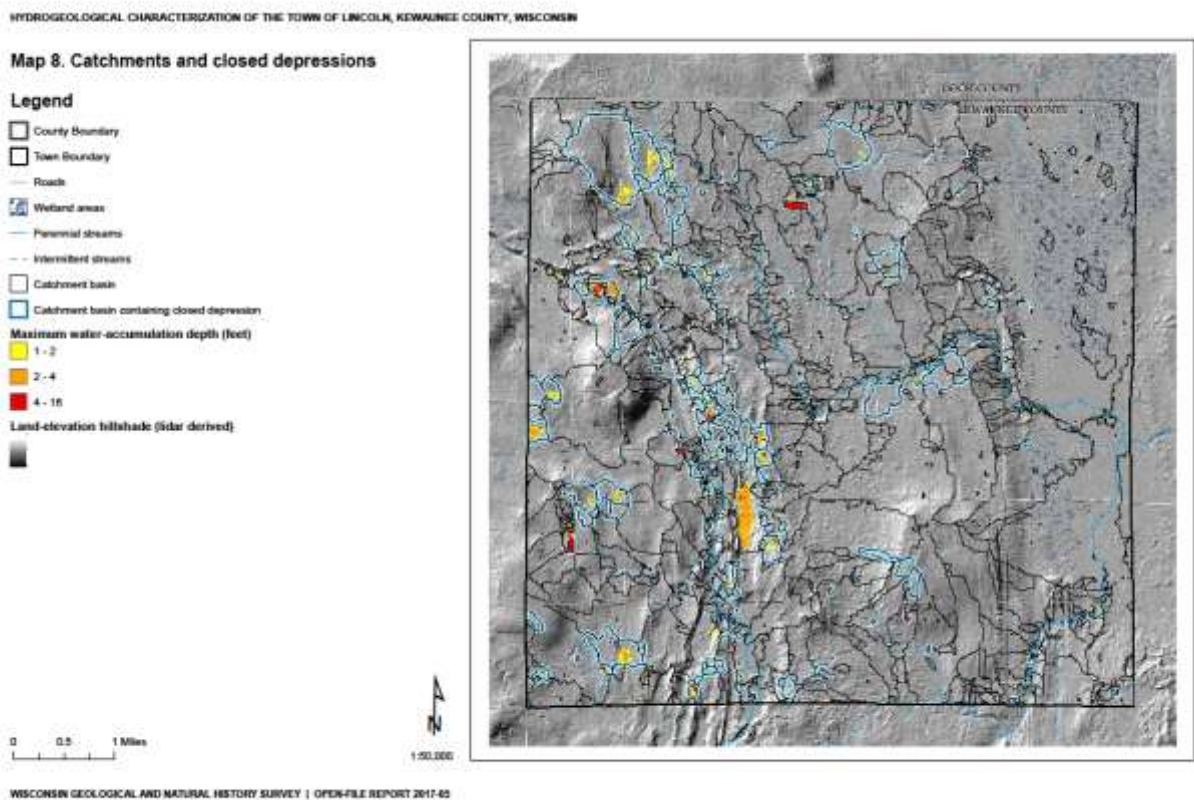 HYDROGEOLOGICAL CHARACTERIZATION OF THE TOWN OF LINCOLN, KEWAUNEE COUNTY, WISCONSIN
Map 8. Catchments and closed depressions
Legend
County Boundary
Town Boundary
Roads
Wetland areas
Perennial streams
Intermittent streams
Catchment basin
Catchment basin containing closed depression
Maximum water-accumulation depth (feet)
1 - 2
2 - 4
4 - 16
Land-elevation hillshade (lidar derived)
DOOR COUNTY
KEWAUNEE COUNTY
N
0 0.5 1 Miles
1:50,000
WISCONSIN GEOLOGICAL AND NATURAL HISTORY SURVEY | OPEN-FILE REPORT 2017-05